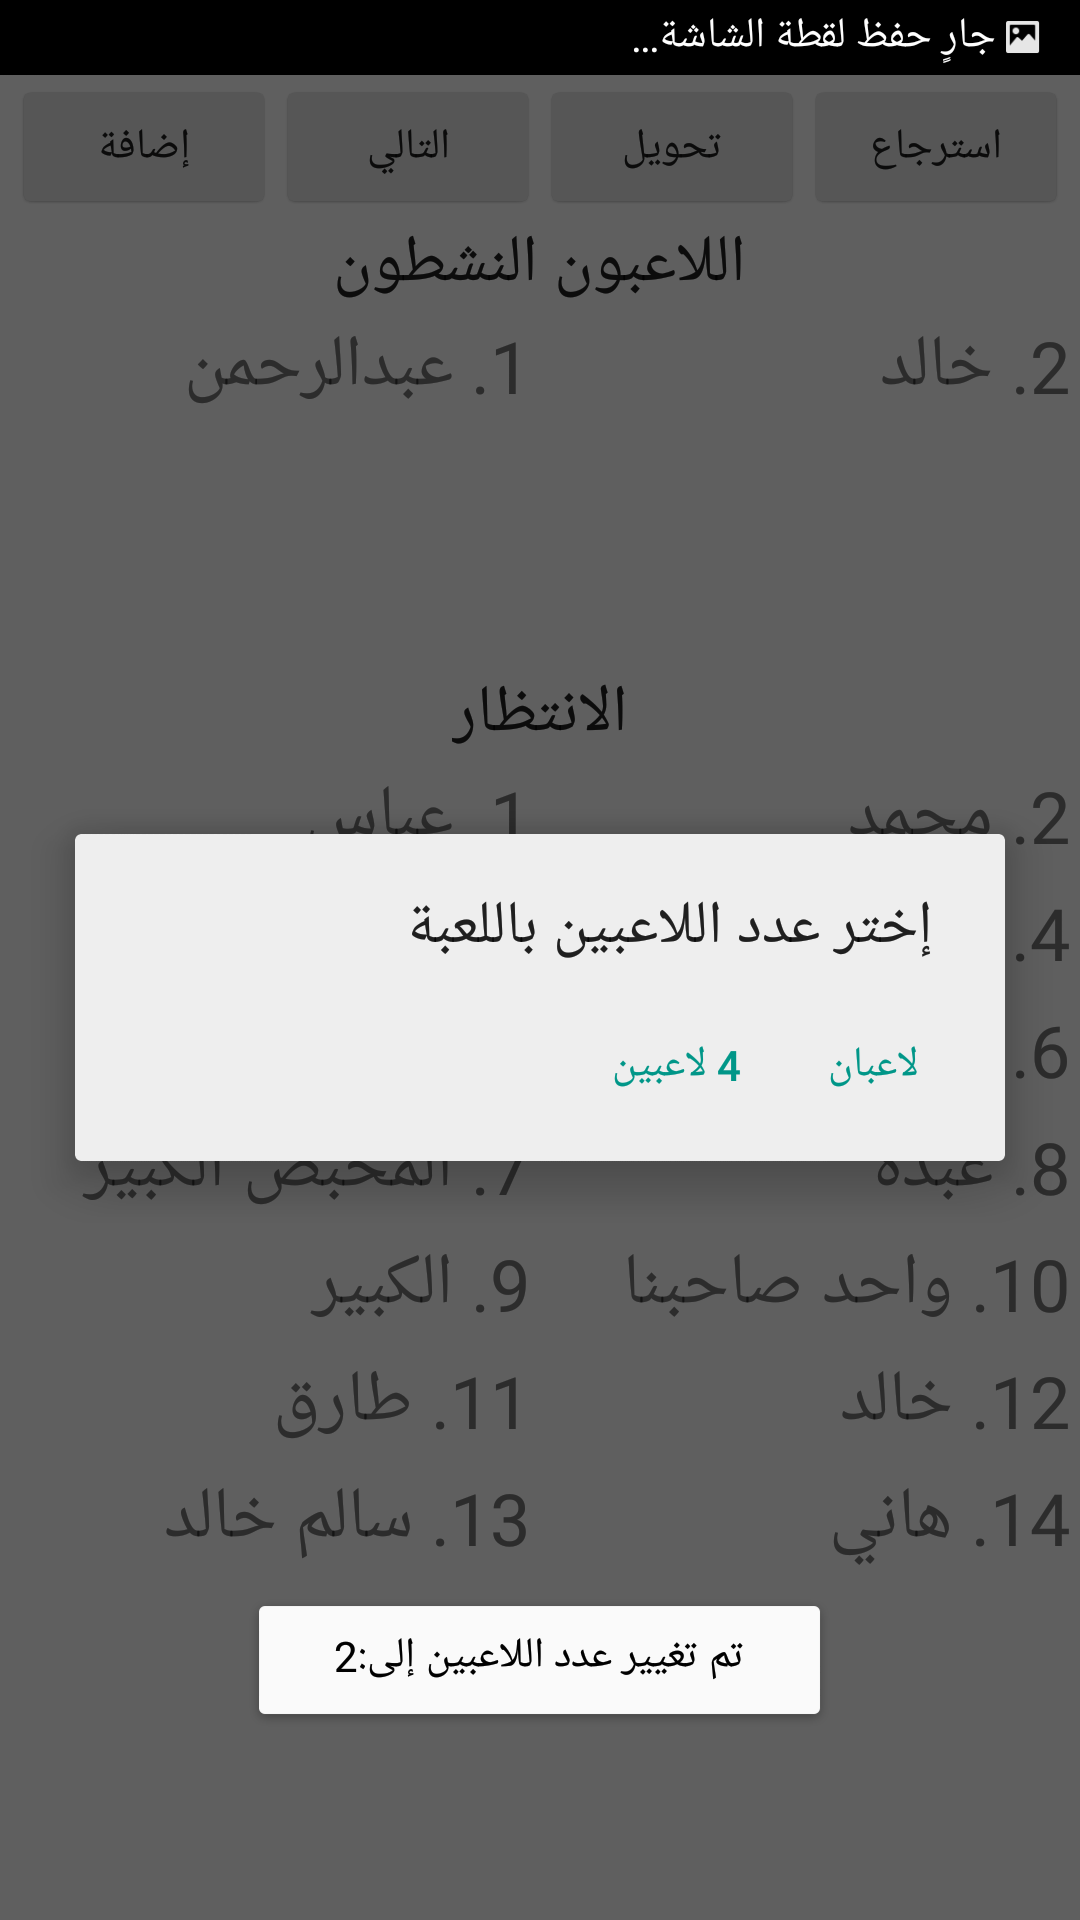 جارٍ حفظ لقطة الشاشة...
استرجاع تحويل التالي إضافة
اللاعبون النشطون
1. عبدالرحمن
2. خالد
الانتظار
1. عباس
2. محمد
إختر عدد اللاعبين باللعبة
لاعبان
4 لاعبين
4.
6.
7. المخبص الكبير
8. عبده
9. الكبير
10. واحد صاحبنا
11. طارق
12. خالد
13. سالم خالد
14. هاني
تم تغيير عدد اللاعبين إلى:2